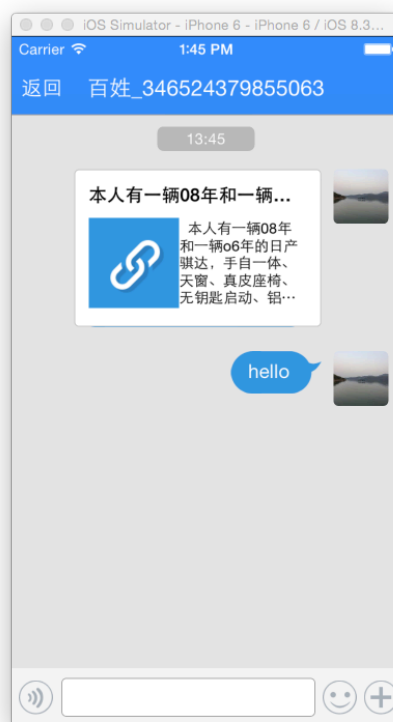 iOS Simulator - iPhone 6 - iPhone 6 / iOS 8.3...
Carrier 1:45 PM
返回 百姓_346524379855063
13:45
本人有一辆08年和一辆...
本人有一辆08年
和一辆o6年的日产
骐达，手自一体、
天窗、真皮座椅、
无钥匙启动、铝…
hello